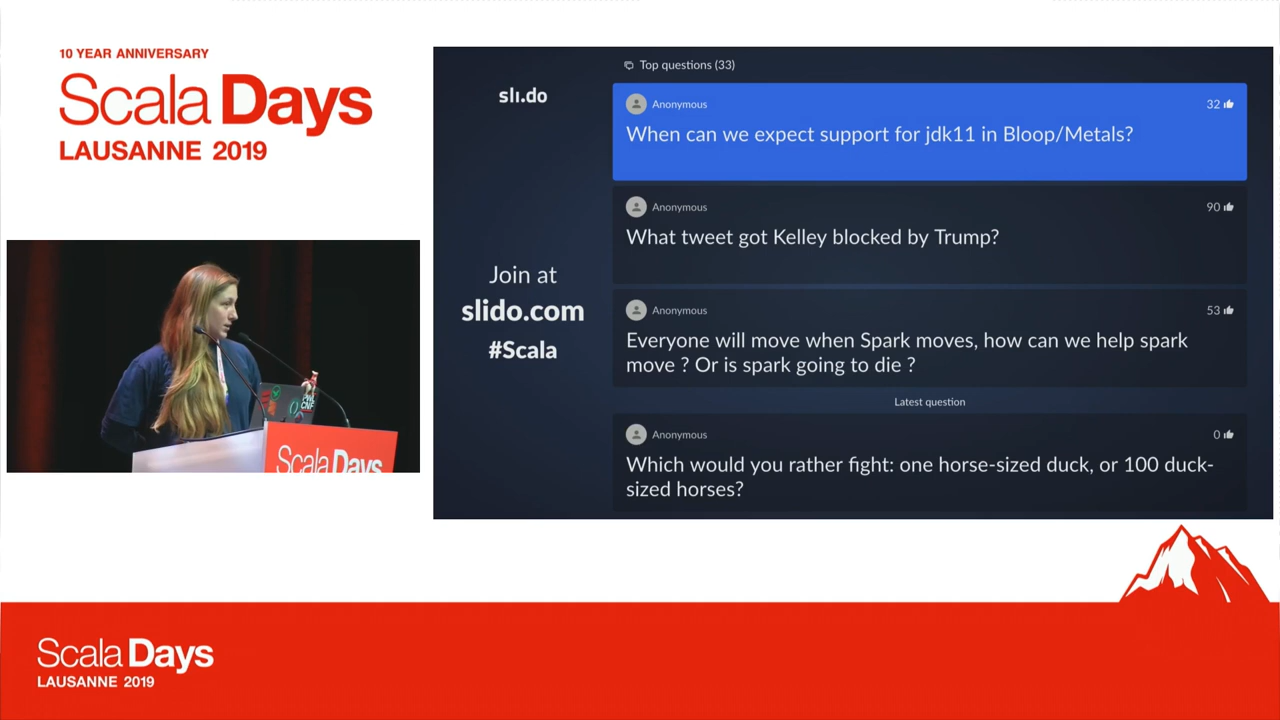 10 YEAR ANNIVERSARY
Scala Days
LAUSANNE 2019
sli.do
Join at
slido.com
#Scala
Top questions (33)
Anonymous
32
When can we expect support for jdk11 in Bloop/Metals?
Anonymous
90
What tweet got Kelley blocked by Trump?
Anonymous
53
Everyone will move when Spark moves, how can we help spark
move ? Or is spark going to die ?
Latest question
Anonymous
0
Which would you rather fight: one horse-sized duck, or 100 duck-
sized horses?
Scala Days
Scala Days
LAUSANNE 2019